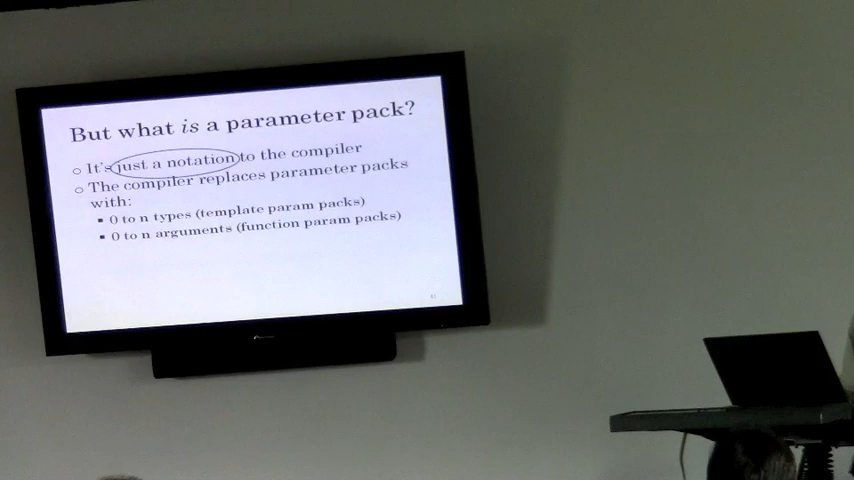 But what is a parameter pack?
It's just a notation to the compiler
The compiler replaces parameter packs
with:
0 to n types (template param packs)
0 to n arguments (function param packs)